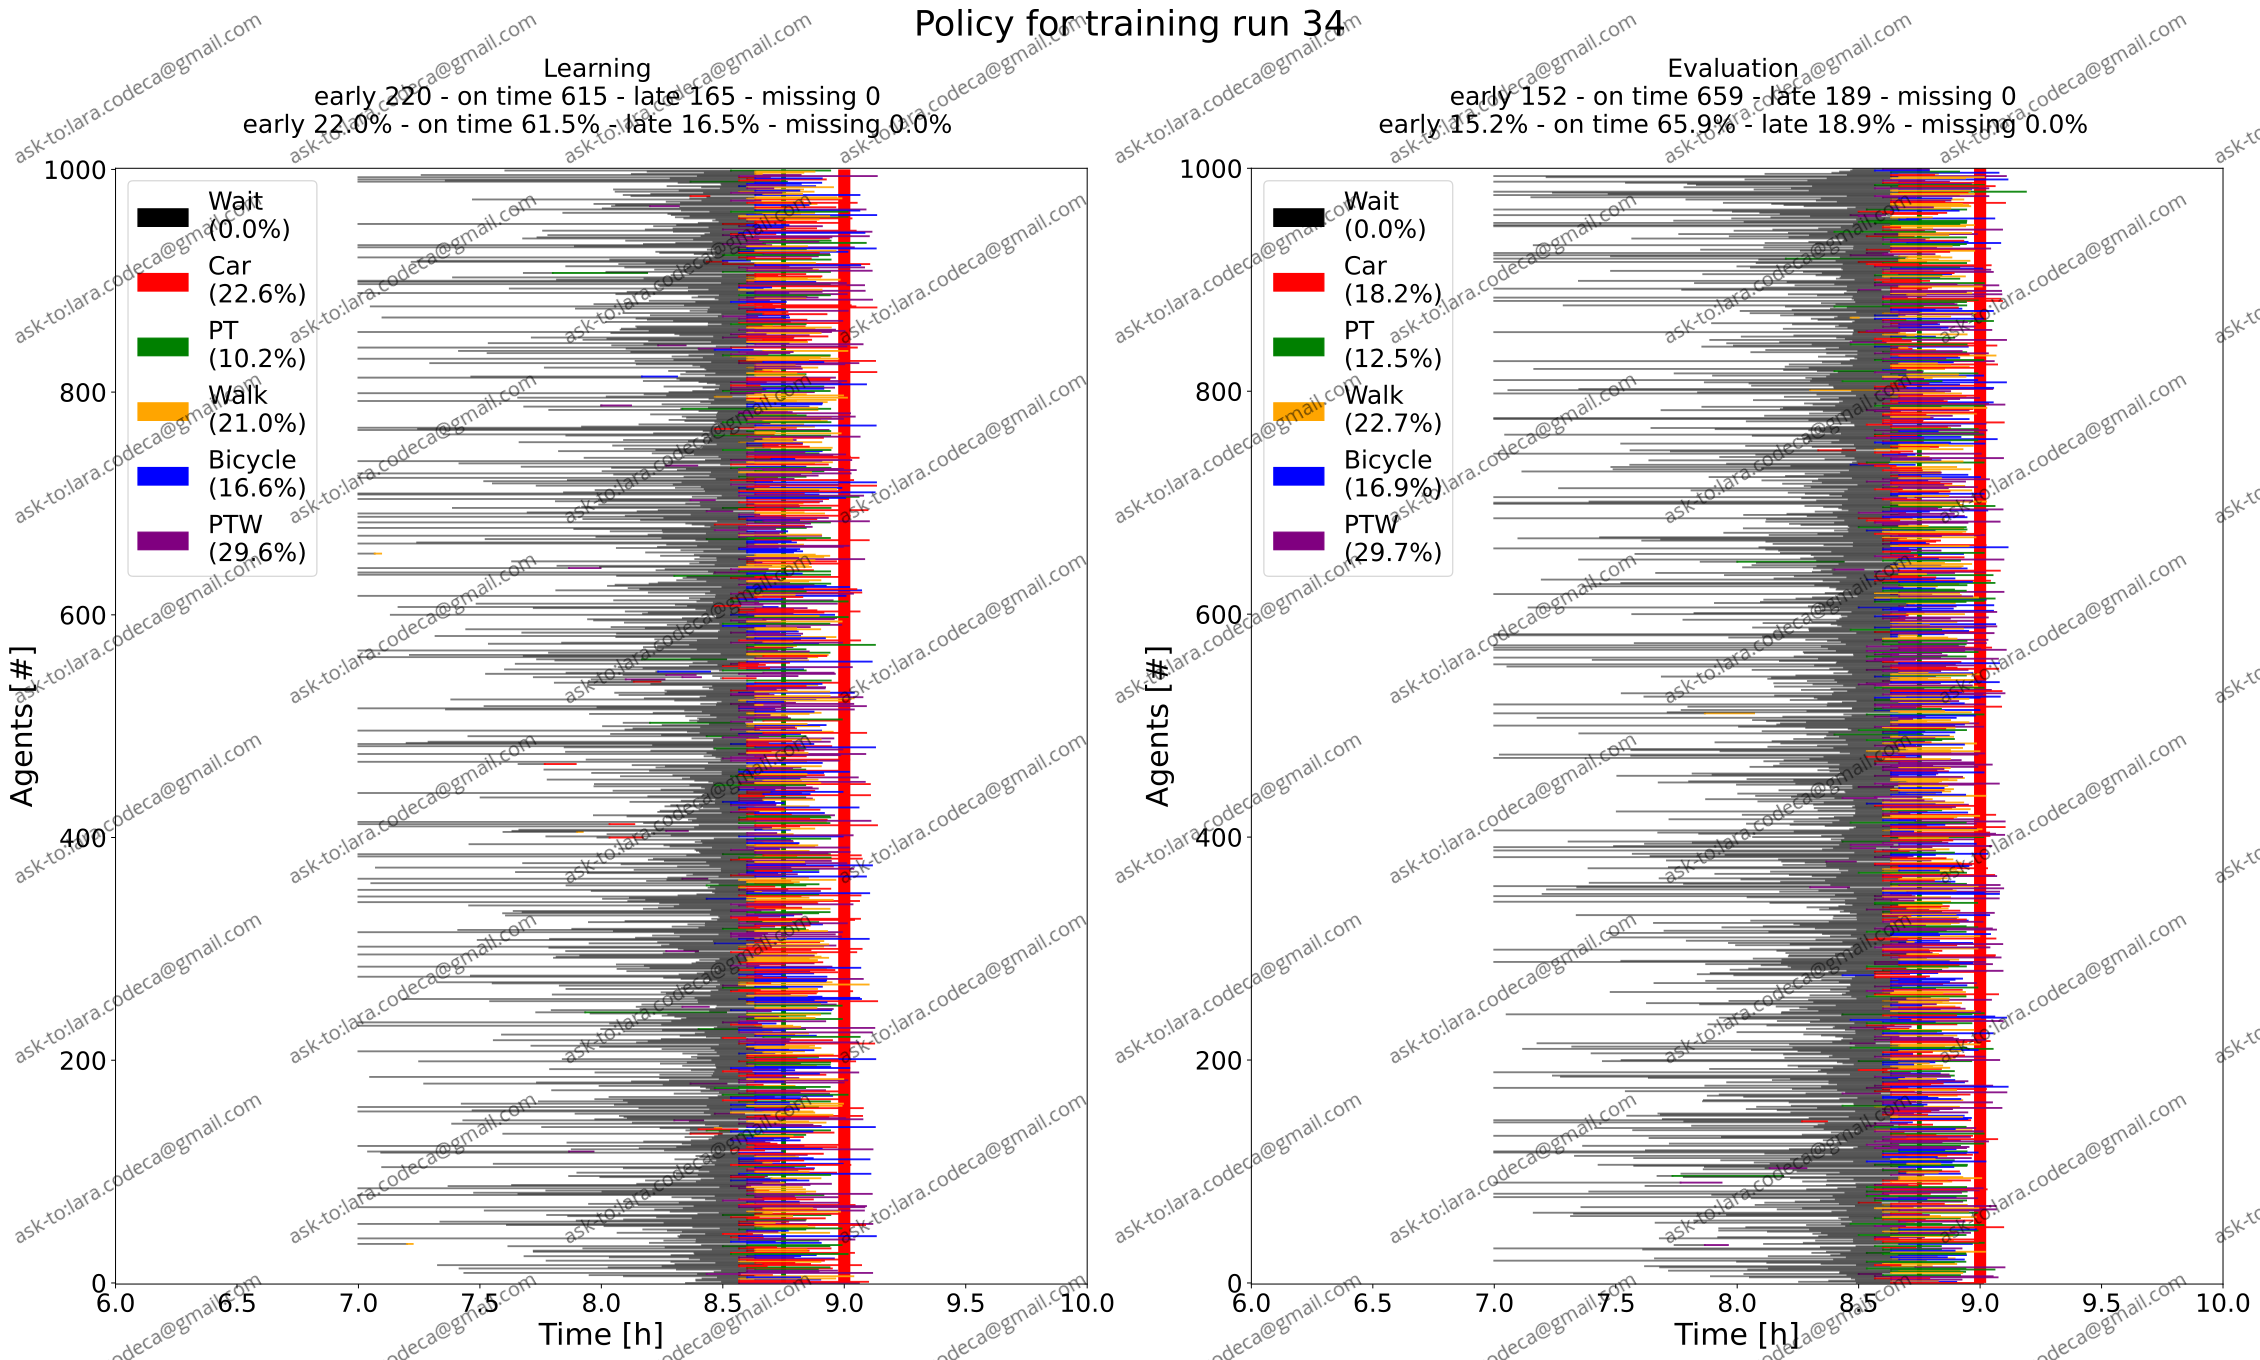 Policy for training run 34
Learning
early 220 - on time 615 - late 165 - missing 0
early 22.0% - on time 61.5% - late 16.5% - missing 0.0%
Agents [#]
1000
800
600
400
200
0
Wait
(0.0%)
Car
(22.6%)
PT
(10.2%)
Walk
(21.0%)
Bicycle
(16.6%)
PTW
(29.6%)
6.0 6.5 7.0 7.5 8.0 8.5 9.0 9.5 10.0
Time [h]
Evaluation
early 152 - on time 659 - late 189 - missing 0
early 15.2% - on time 65.9% - late 18.9% - missing 0.0%
Agents [#]
1000
800
600
400
200
0
Wait
(0.0%)
Car
(18.2%)
PT
(12.5%)
Walk
(22.7%)
Bicycle
(16.9%)
PTW
(29.7%)
6.0 6.5 7.0 7.5 8.0 8.5 9.0 9.5 10.0
Time [h]
ask-to:lara.codeca@gmail.com